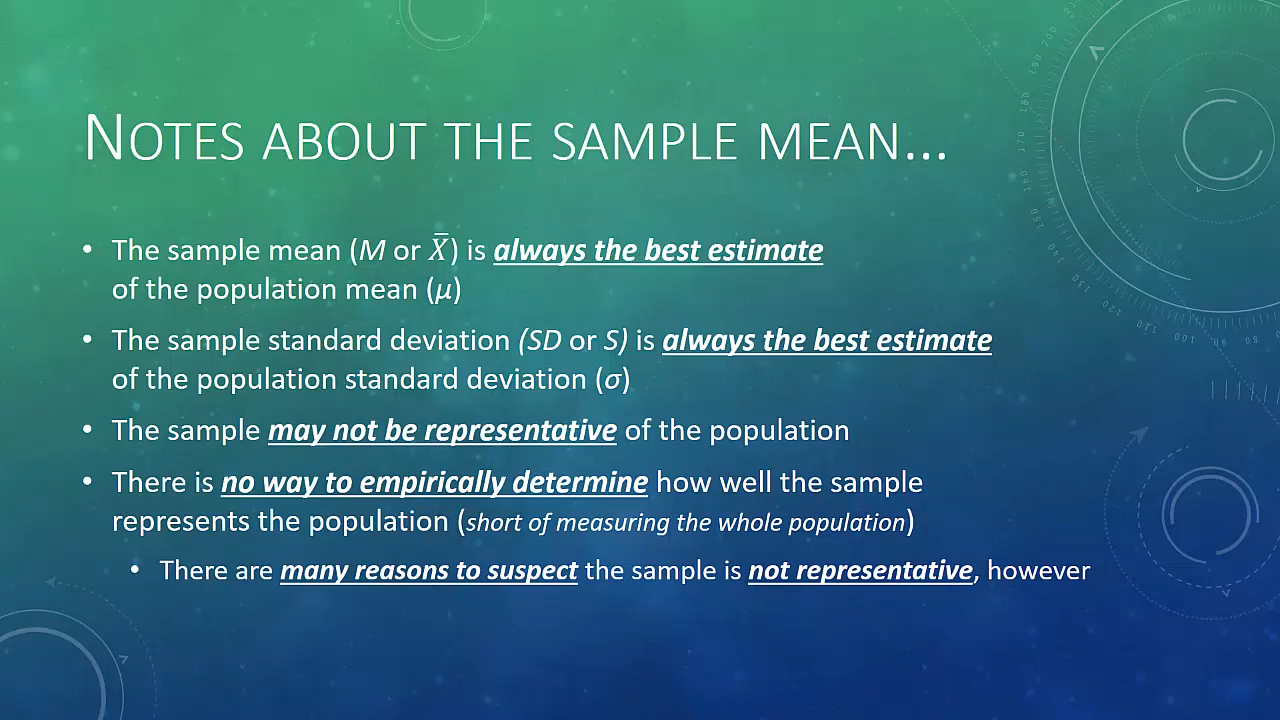 NOTES ABOUT THE SAMPLE MEAN...
• The sample mean (M or X̄) is always the best estimate
of the population mean (μ)
• The sample standard deviation (SD or S) is always the best estimate
of the population standard deviation (σ)
• The sample may not be representative of the population
• There is no way to empirically determine how well the sample
represents the population (short of measuring the whole population)
• There are many reasons to suspect the sample is not representative, however